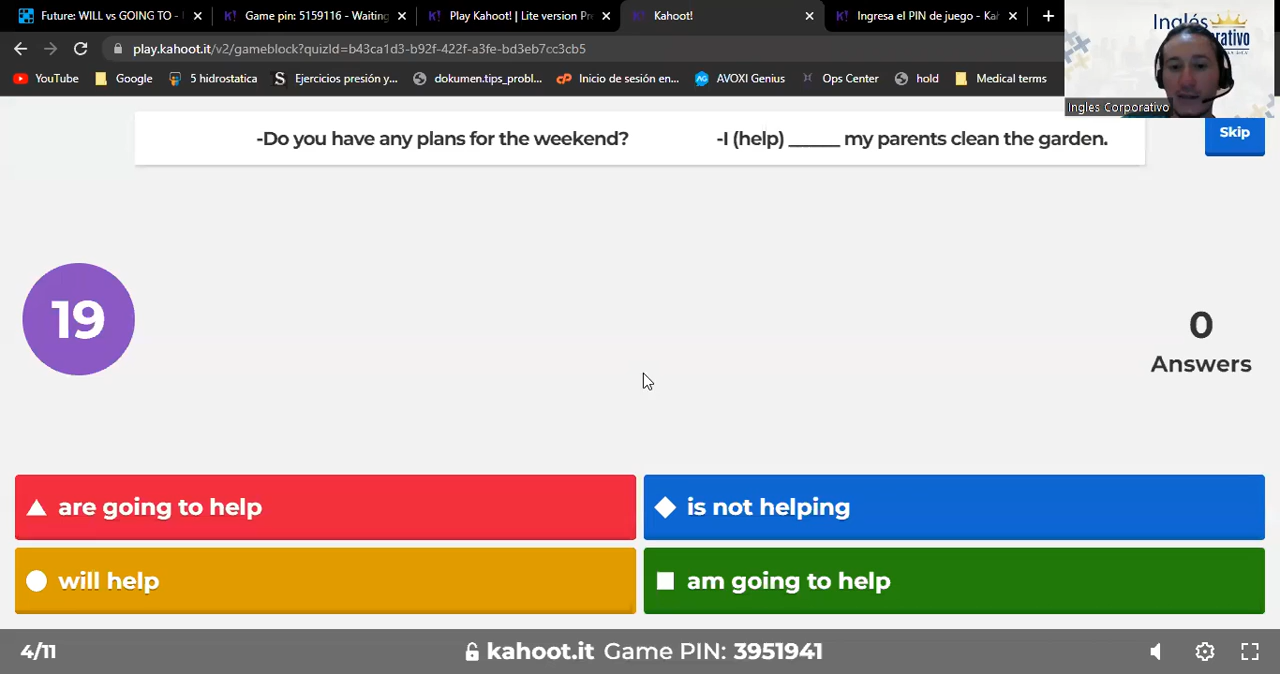 Future: WILL vs GOING TO -
Game pin: 5159116 - Waiting
Play Kahoot! | Lite version Pr
Kahoot!
Ingresa el PIN de juego - Kah
play.kahoot.it/v2/gameblock?quizId=b43ca1d3-b92f-422f-a3fe-bd3eb7cc3cb5
YouTube
Google
5 hidrostatica
Ejercicios presión y...
dokumen.tips_probl...
Inicio de sesión en...
AVOXI Genius
Ops Center
hold
Medical terms
Inglés
Ingles Corporativo
-Do you have any plans for the weekend? -I (help) ______ my parents clean the garden.
Skip
19
0
Answers
are going to help
is not helping
will help
am going to help
4/11
kahoot.it Game PIN: 3951941